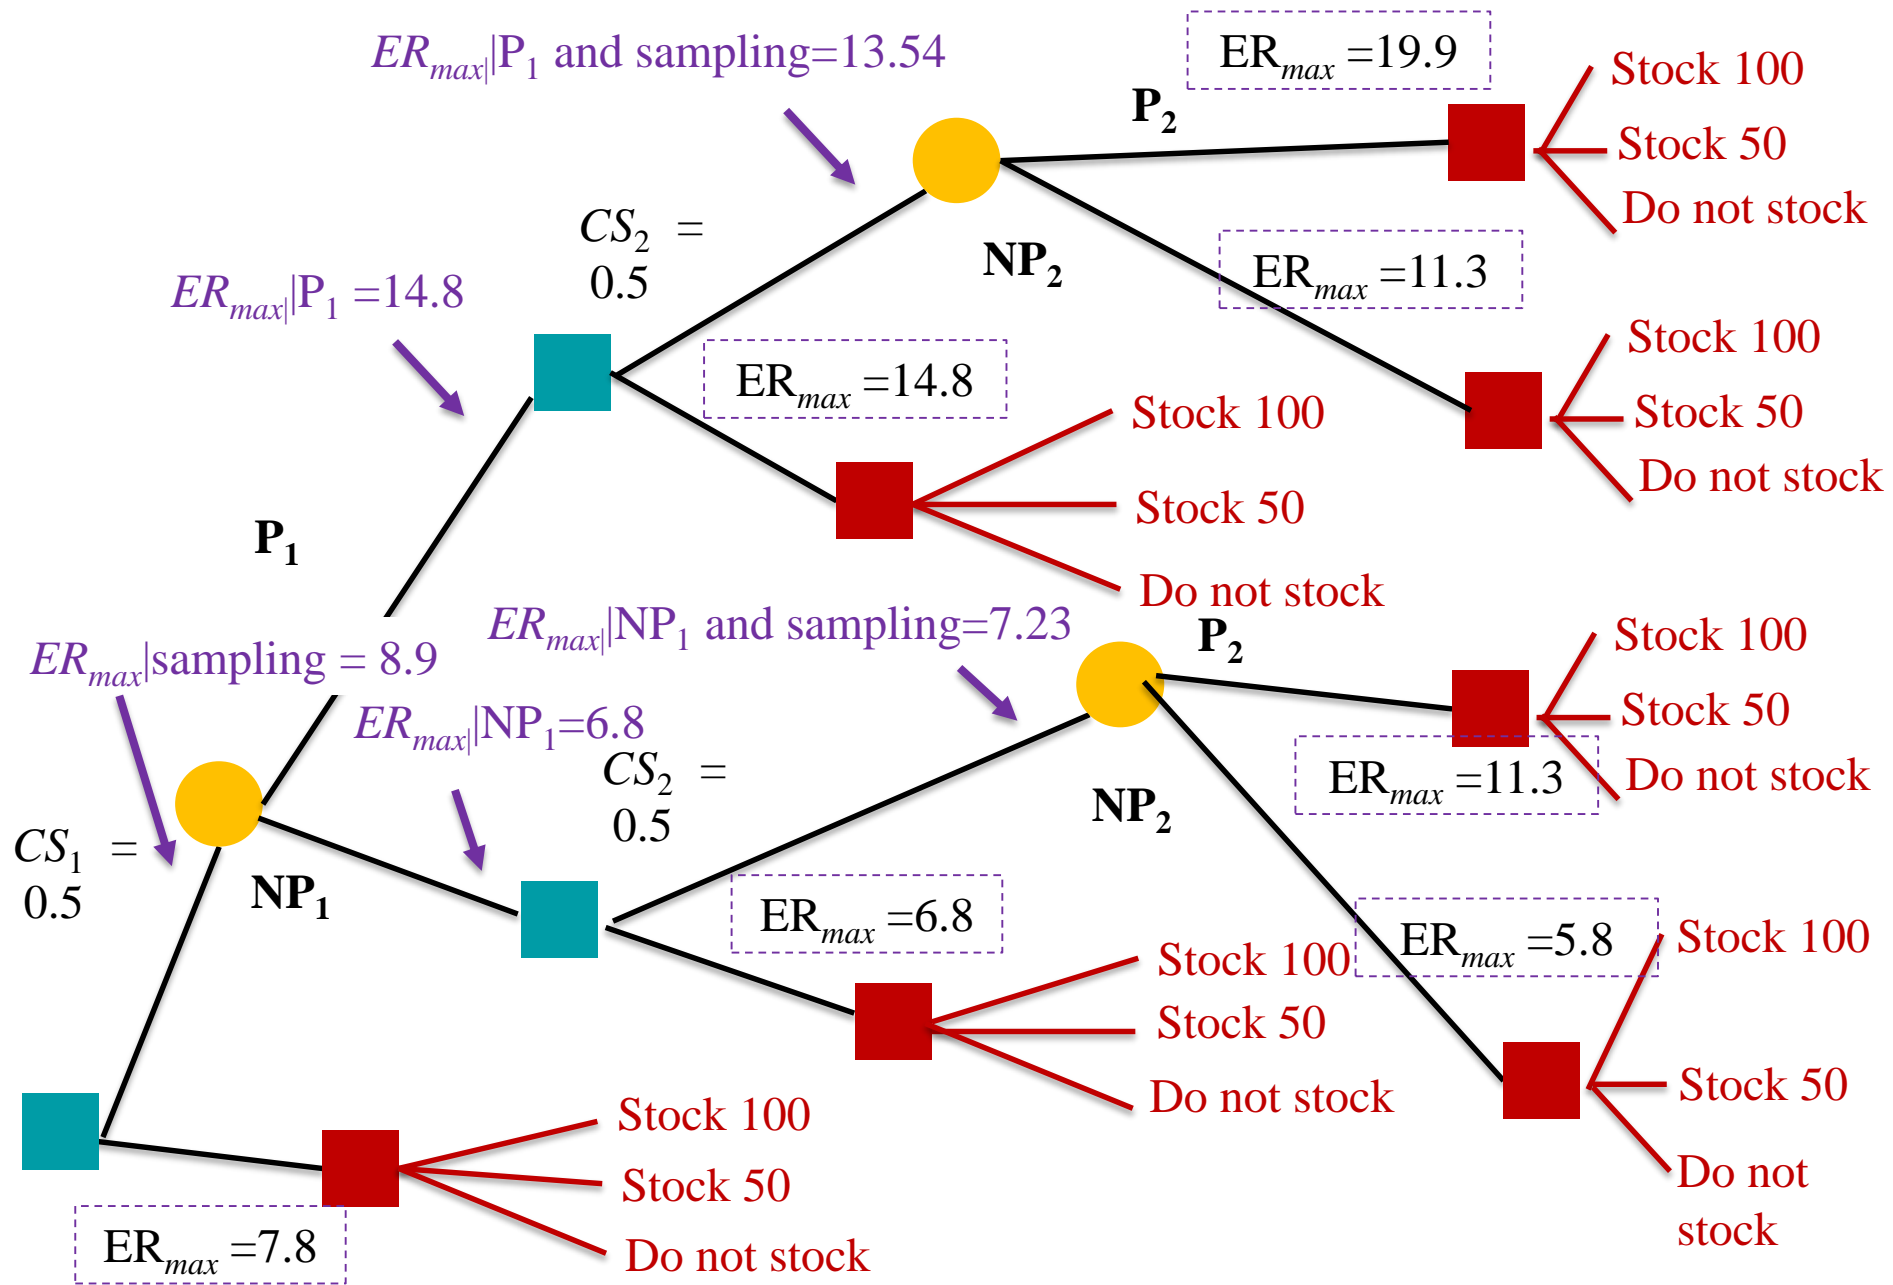 ER_max||P_1 and sampling=13.54
ER_max =19.9
Stock 100
P_2
Stock 50
Do not stock
CS_2 =
0.5
NP_2
ER_max =11.3
ER_max||P_1 =14.8
Stock 100
ER_max =14.8
Stock 100
Stock 50
Do not stock
Stock 50
P_1
Do not stock
ER_max||NP_1 and sampling=7.23
P_2
Stock 100
ER_max|sampling = 8.9
ER_max||NP_1=6.8
Stock 50
CS_2 =
0.5
ER_max =11.3
Do not stock
NP_2
CS_1 =
0.5
NP_1
ER_max =6.8
ER_max =5.8
Stock 100
Stock 100
Stock 50
Stock 50
Do not stock
Stock 100
Do not
stock
Stock 50
ER_max =7.8
Do not stock